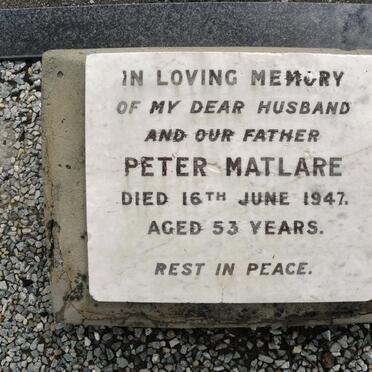 IN LOVING MEMORY
OF MY DEAR HUSBAND
AND OUR FATHER
PETER MATLARE
DIED 16TH JUNE 1947.
AGED 53 YEARS.
REST IN PEACE.